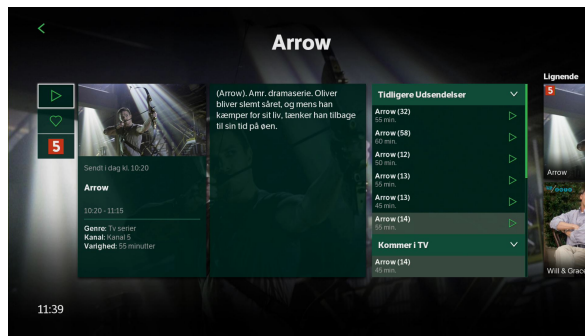 Arrow
Lignende
5
Sendt i dag kl. 10:20
Arrow
10:20 - 11:15
Genre: Tv serier
Kanal: Kanal 5
Varighed: 55 minutter
(Arrow). Amr. dramaserie. Oliver
bliver slemt såret, og mens han
kæmper for sit liv, tænker han tilbage
til sin tid på øen.
Tidligere Udsendelser
Arrow (32)
55 min.
Arrow (58)
60 min.
Arrow (12)
50 min.
Arrow (13)
55 min.
Arrow (13)
45 min.
Arrow (14)
55 min.
Kommer i TV
Arrow (14)
45 min.
5
Arrow
Will & Grace
11:39